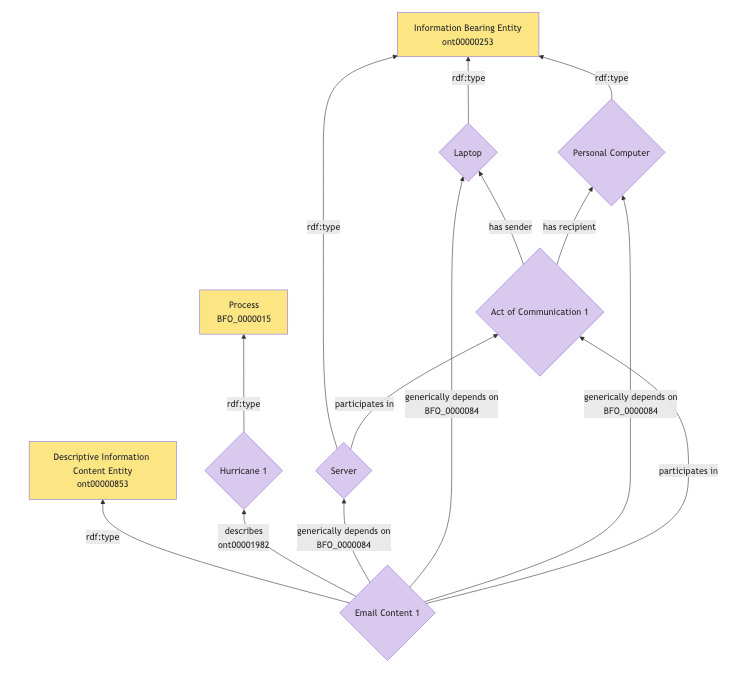 Information Bearing Entity
ont00000253
rdf:type
rdf:type
Laptop
Personal Computer
rdf:type
has sender
has recipient
Process
BFO_0000015
Act of Communication 1
rdf:type
participates in
generically depends on
BFO_0000084
generically depends on
BFO_0000084
Descriptive Information
Content Entity
ont00000853
Hurricane 1
Server
participates in
rdf:type
describes
ont00001982
generically depends on
BFO_0000084
Email Content 1